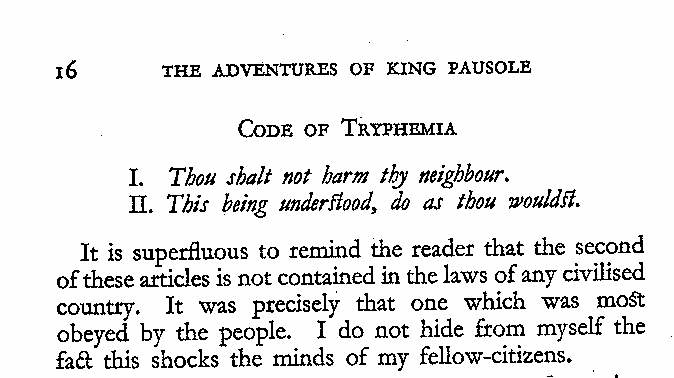 16 THE ADVENTURES OF KING PAUSOLE
CODE OF TRYPHEMIA
I. Thou shalt not harm thy neighbour.
II. This being understood, do as thou wouldst.
It is superfluous to remind the reader that the second
of these articles is not contained in the laws of any civilised
country. It was precisely that one which was most
obeyed by the people. I do not hide from myself the
fact this shocks the minds of my fellow-citizens.